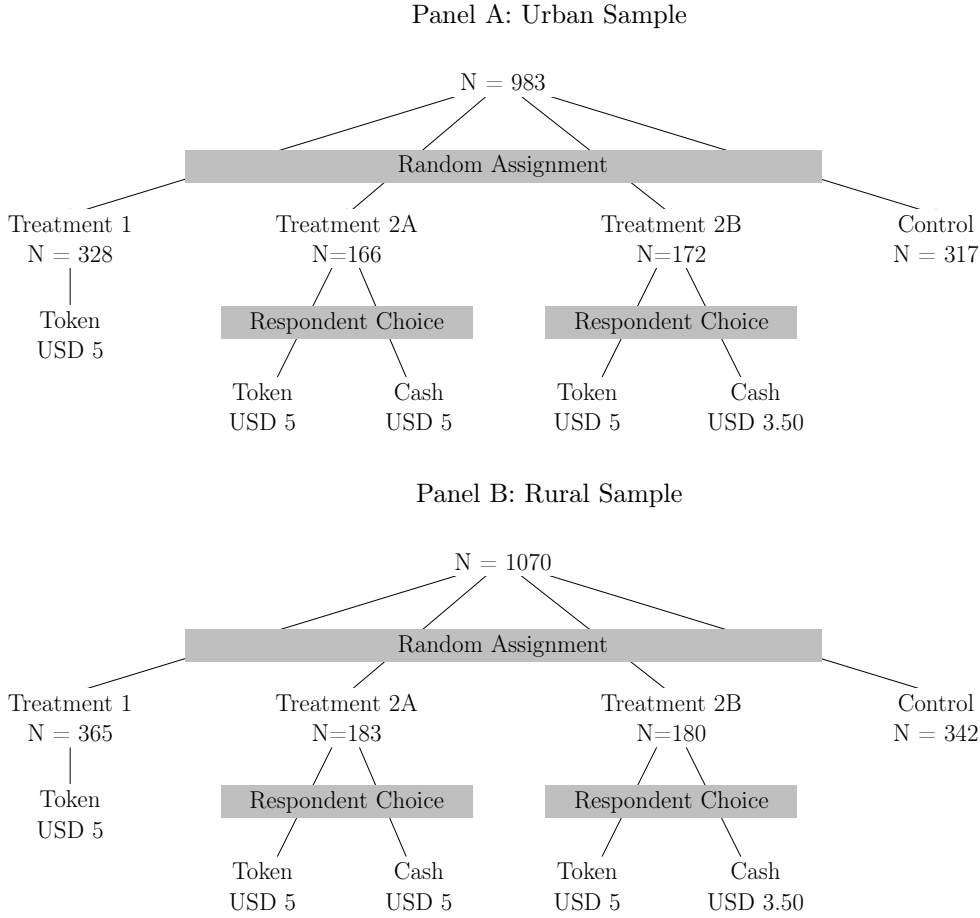 Panel A: Urban Sample
N = 983
Random Assignment
Treatment 1 Treatment 2A Treatment 2B Control
N = 328 N=166 N=172 N = 317
Token Respondent Choice Respondent Choice
USD 5
Token Cash Token Cash
USD 5 USD 5 USD 5 USD 3.50
Panel B: Rural Sample
N = 1070
Random Assignment
Treatment 1 Treatment 2A Treatment 2B Control
N = 365 N=183 N=180 N = 342
Token Respondent Choice Respondent Choice
USD 5
Token Cash Token Cash
USD 5 USD 5 USD 5 USD 3.50